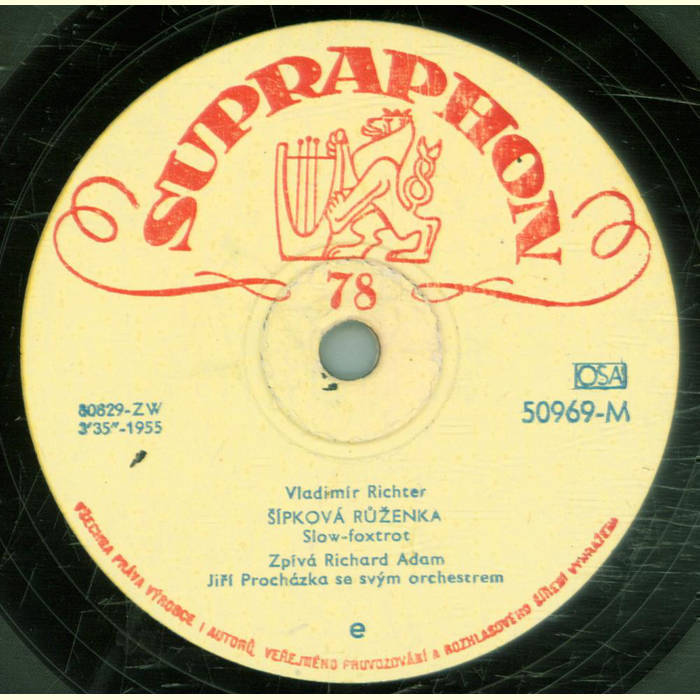 SUPRAPHON
78
OSA
80829-ZW
50969-M
3'35"-1955
Vladimír Richter
ŠÍPKOVÁ RŮŽENKA
Slow-foxtrot
Zpívá Richard Adam
Jiří Procházka se svým orchestrem
e
VŠECHNA PRÁVA VÝROBCE I AUTORŮ, VEŘEJNÉHO PROVOZOVÁNÍ A ROZHLASOVÉHO ŠÍŘENÍ VYHRAŽENA